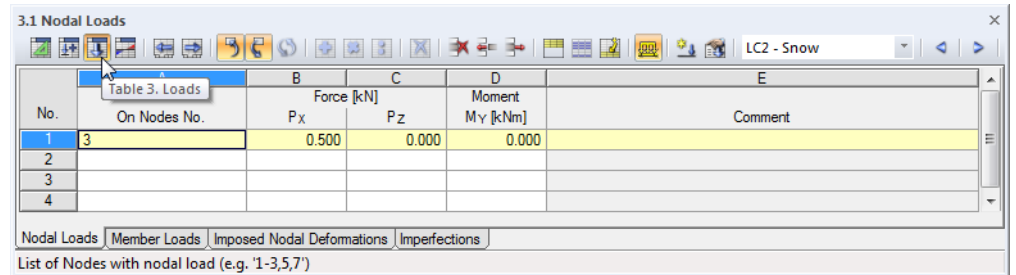 3.1 Nodal Loads
LC2 - Snow
Table 3. Loads
B C D E
Force [kN] Moment
No. On Nodes No. PX PZ MY [kNm] Comment
1 3 0.500 0.000 0.000
2
3
4
Nodal Loads Member Loads Imposed Nodal Deformations Imperfections
List of Nodes with nodal load (e.g. '1-3,5,7')